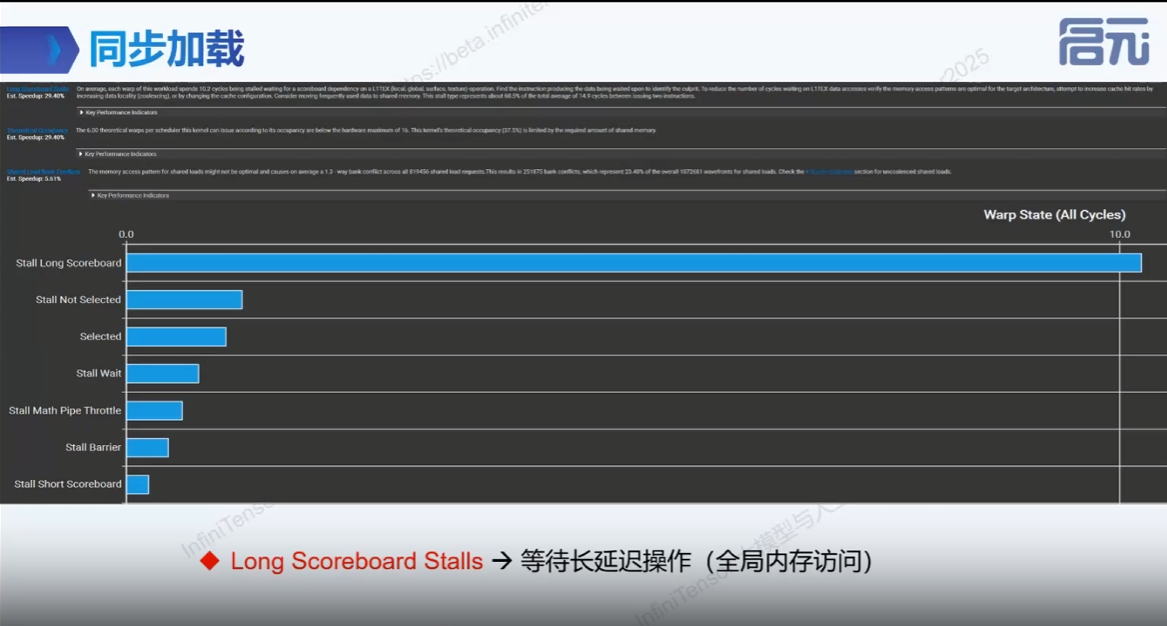 https://beta.infinite
2025
同步加载
启元
Long Scoreboard Stalls
Est. Speedup: 29.40%
On average, each warp of this workload spends 10.2 cycles being stalled waiting for a scoreboard dependency on a L1TEX (local, global, surface, texture) operation. Find the instruction producing the data being waited upon to identify the culprit. To reduce the number of cycles waiting on L1TEX data accesses verify the memory access patterns are optimal for the target architecture, attempt to increase cache hit rates by
increasing data locality (coalescing), or by changing the cache configuration. Consider moving frequently used data to shared memory. This stall type represents about 68.5% of the total average of 14.9 cycles between issuing two instructions.
Key Performance Indicators
Theoretical Occupancy
Est. Speedup: 29.40%
The 6.00 theoretical warps per scheduler this kernel can issue according to its occupancy are below the hardware maximum of 16. This kernel's theoretical occupancy (37.5%) is limited by the required amount of shared memory.
Key Performance Indicators
Shared Load Bank Conflicts
Est. Speedup: 5.61%
The memory access pattern for shared loads might not be optimal and causes on average a 1.3 - way bank conflict across all 819456 shared load requests.This results in 251875 bank conflicts, which represent 23.48% of the overall 1072681 wavefronts for shared loads. Check the section for uncoalesced shared loads.
Key Performance Indicators
Warp State (All Cycles)
0.0
10.0
Stall Long Scoreboard
Stall Not Selected
Selected
Stall Wait
Stall Math Pipe Throttle
Stall Barrier
Stall Short Scoreboard
◆ Long Scoreboard Stalls → 等待长延迟操作（全局内存访问）
InfiniTenso
模型与人
InfiniTenso